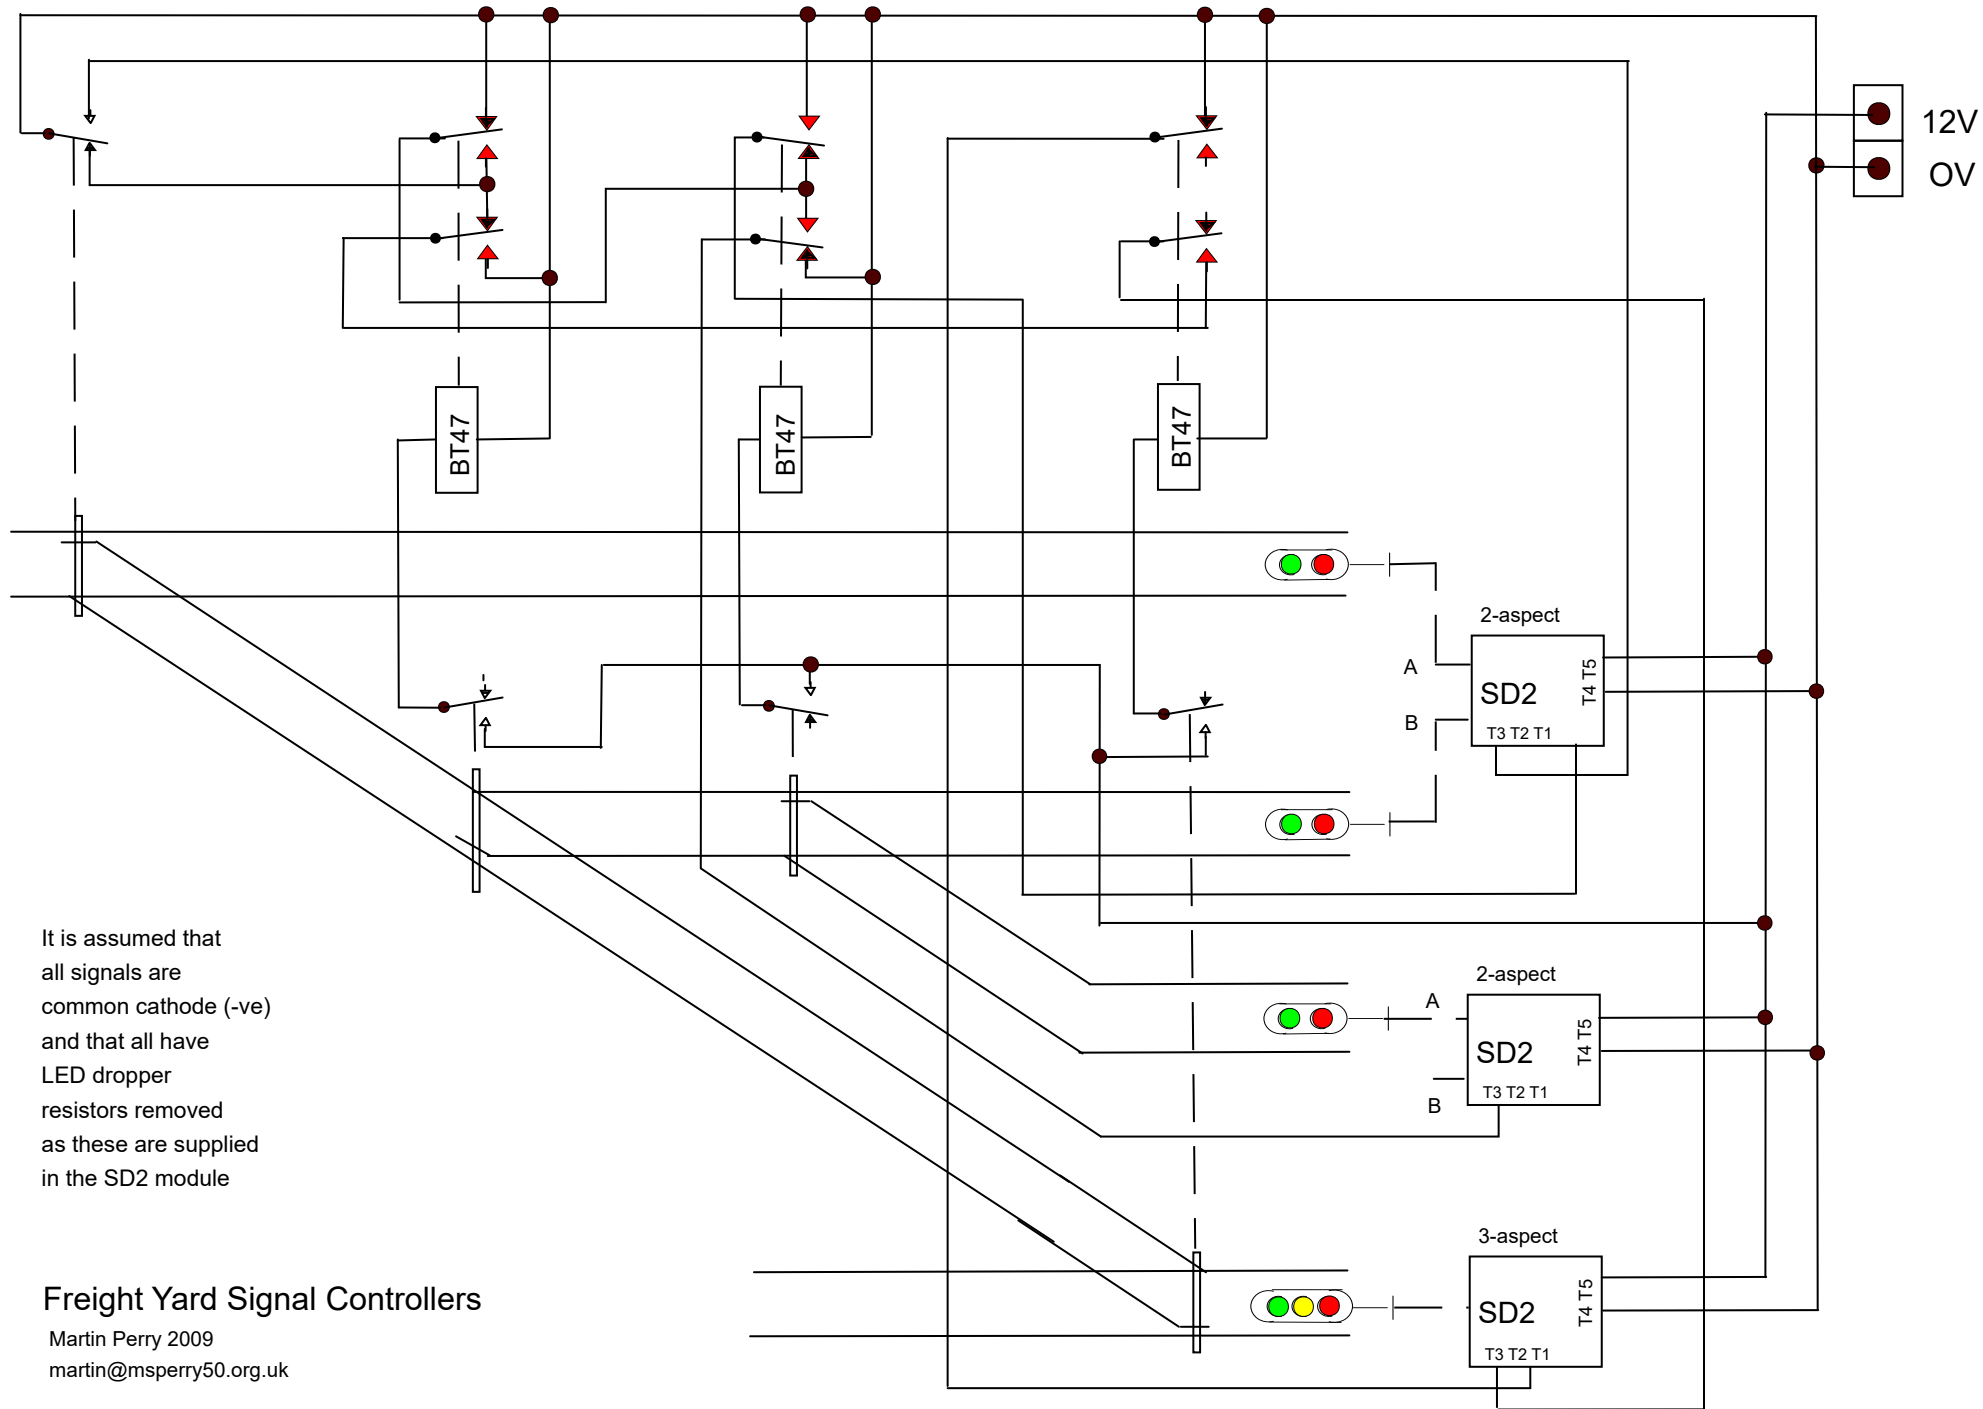 12V
OV
BT47
BT47
BT47
2-aspect
A
T4 T5
SD2
B
T3 T2 T1
It is assumed that
all signals are
common cathode (-ve)
and that all have
LED dropper
resistors removed
as these are supplied
in the SD2 module
2-aspect
A
T4 T5
SD2
T3 T2 T1
B
3-aspect
T4 T5
SD2
T3 T2 T1
Freight Yard Signal Controllers
Martin Perry 2009
martin@msperry50.org.uk